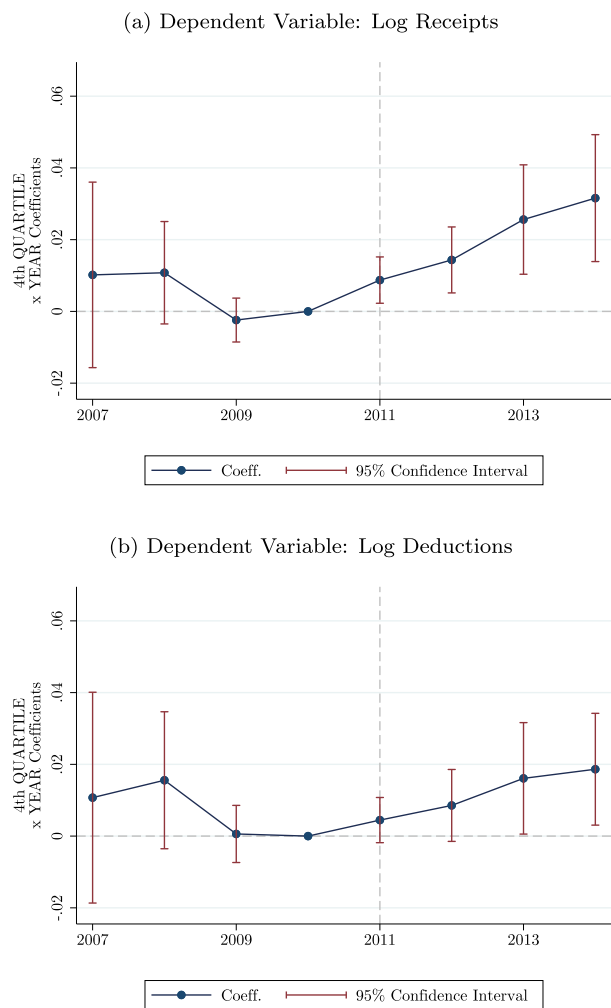 (a) Dependent Variable: Log Receipts
4th QUARTILE
x YEAR Coefficients
.06
.04
.02
0
-.02
2007
2009
2011
2013
Coeff.
95% Confidence Interval
(b) Dependent Variable: Log Deductions
4th QUARTILE
x YEAR Coefficients
.06
.04
.02
0
-.02
2007
2009
2011
2013
Coeff.
95% Confidence Interval